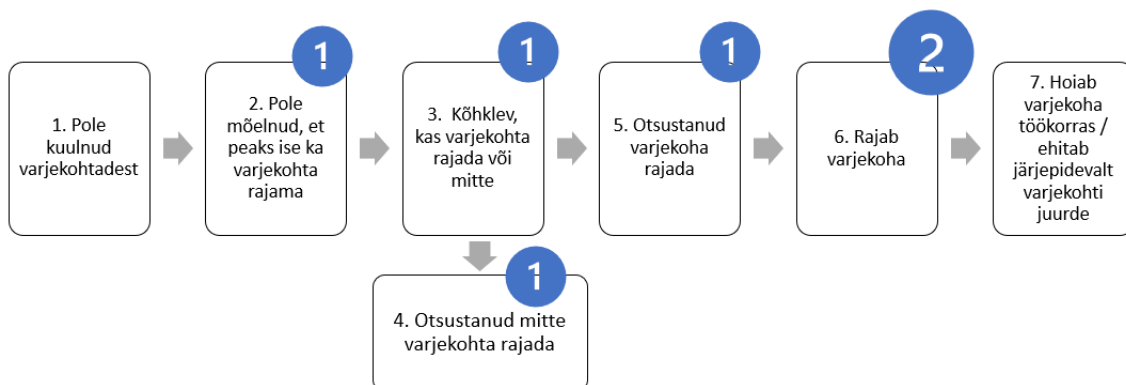 1. Pole
kuulnud
varjekohtadest
1
2. Pole
mõelnud, et
peaks ise ka
varjekohta
rajama
1
3. Kõhklev,
kas varjekohta
rajada või
mitte
1
5. Otsustanud
varjekoha
rajada
2
6. Rajab
varjekoha
7. Hoiab
varjekoha
töökorras /
ehitab
järjepidevalt
varjekohti
juurde
1
4. Otsustanud mitte
varjekohta rajada